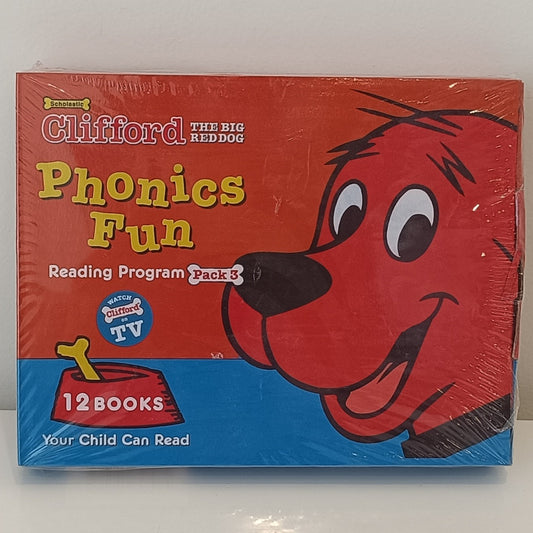 Scholastic
Clifford THE BIG
RED DOG
Phonics
Fun
Reading Program Pack 3
WATCH
Clifford
on
TV
12 BOOKS
Your Child Can Read